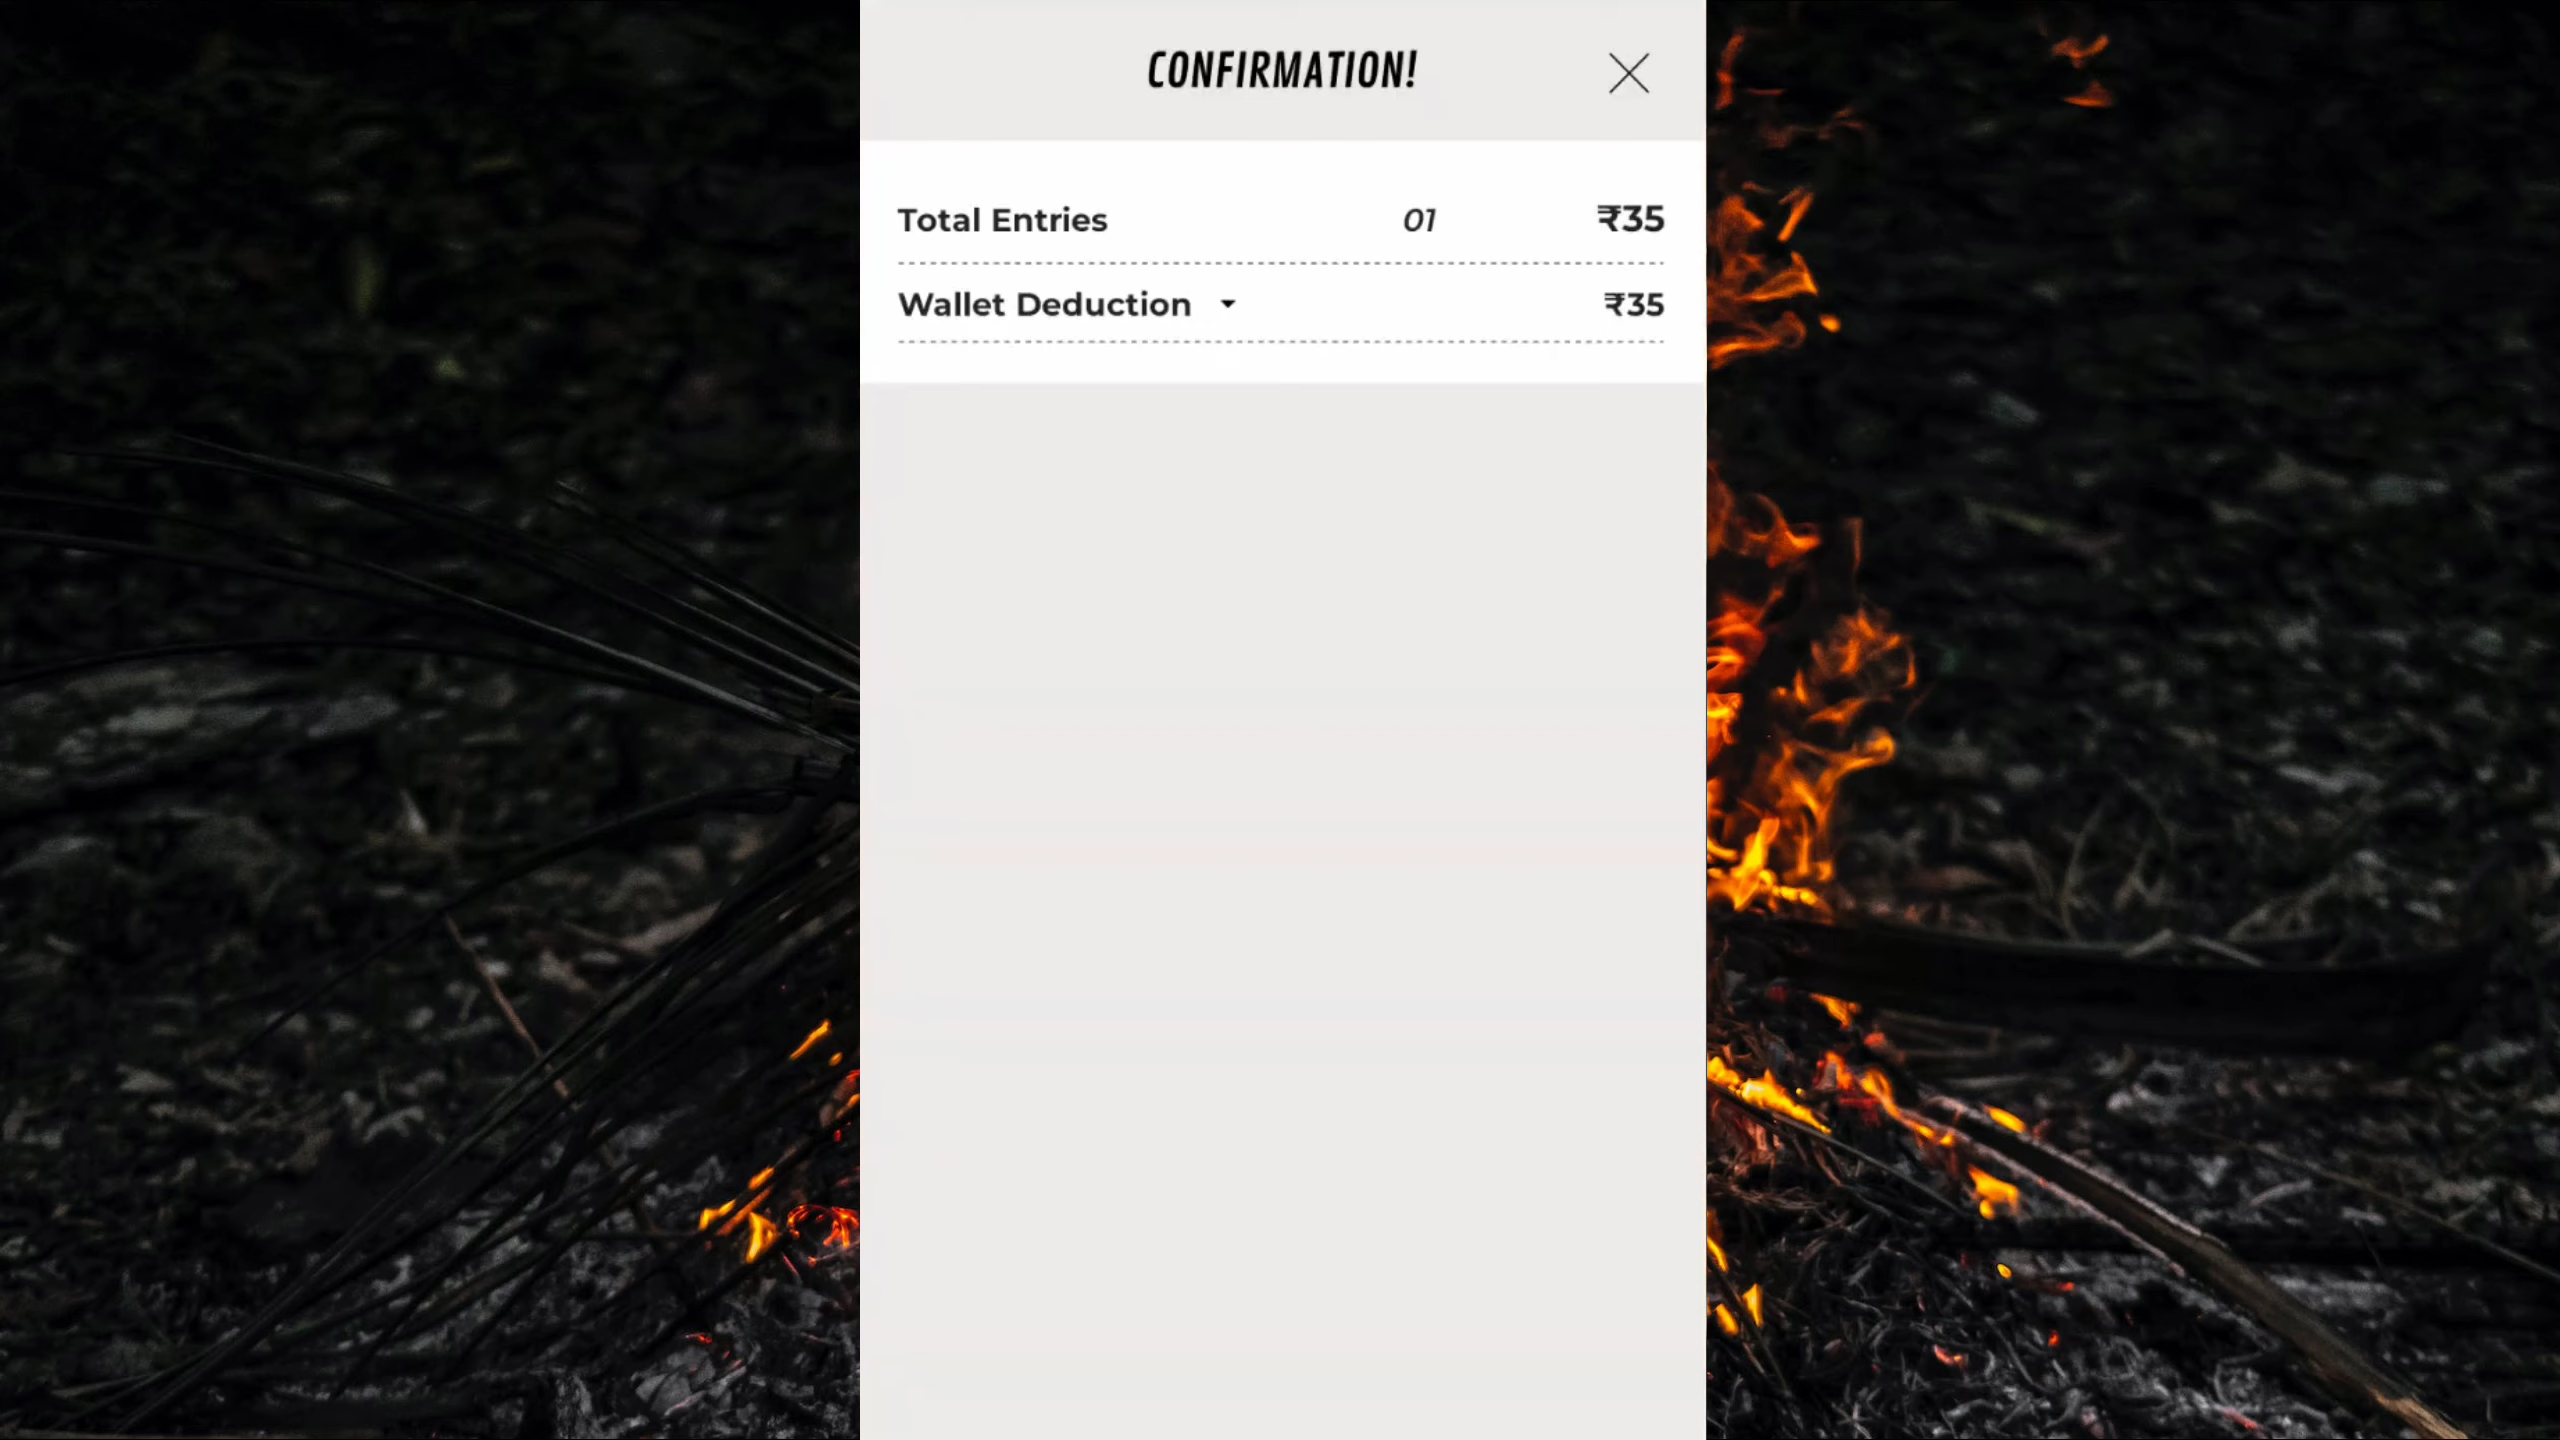 CONFIRMATION!
Total Entries 01 ₹35
Wallet Deduction ₹35